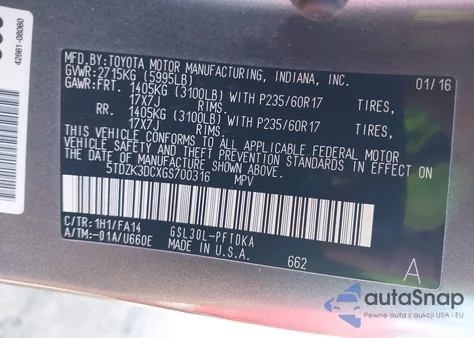 42661-08060
MFD.BY: TOYOTA MOTOR MANUFACTURING, INDIANA, INC.
GVWR: 2715KG (5995LB) 01/16
GAWR: FRT. 1405KG (3100LB) WITH P235/60R17 TIRES,
17X7J RIMS,
RR. 1405KG (3100LB) WITH P235/60R17 TIRES,
17X7J RIMS.
THIS VEHICLE CONFORMS TO ALL APPLICABLE FEDERAL MOTOR
VEHICLE SAFETY AND THEFT PREVENTION STANDARDS IN EFFECT
ON THE DATE OF MANUFACTURE SHOWN ABOVE.
5TDZK3DCXGS700316 MPV
C/TR: 1H1/FA14 GSL30L-PFTDKA
A/TM:-01A/U660E MADE IN U.S.A. 662 A
autoSnap
Pewne auta z aukcji USA i EU